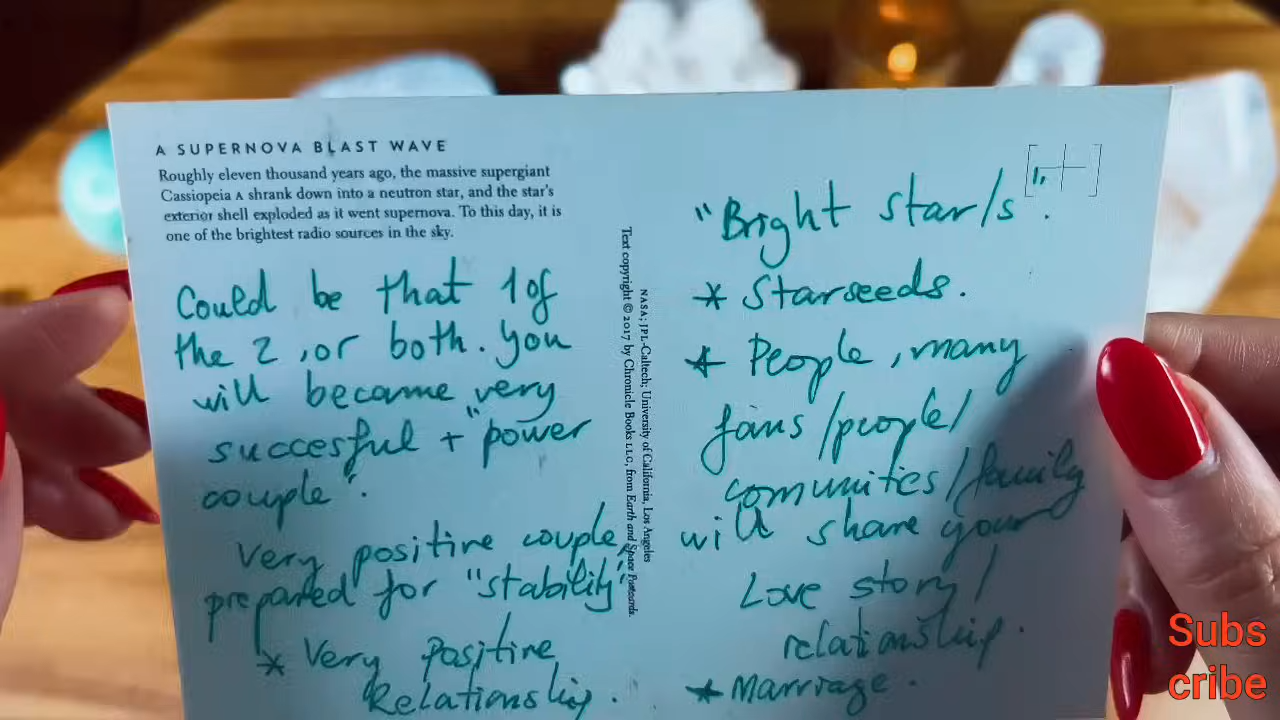 A SUPERNOVA BLAST WAVE
Roughly eleven thousand years ago, the massive supergiant
Cassiopeia A shrank down into a neutron star, and the star's
exterior shell exploded as it went supernova. To this day, it is
one of the brightest radio sources in the sky.
Could be that 1 of
the 2, or both. you
will became very
succesful + "power
couple".
Very positive couple,
prepared for "stability".
* Very positive
Relationship.
NASA; JPL-Caltech; University of California, Los Angeles
Text copyright © 2017 by Chronicle Books LLC, from Earth and Space Postcards.
"Bright star/s".
* Starseeds.
* People, many
fans/people/
comunities/family
will share your
Love story/
relationship.
* Marriage.
Subs
cribe